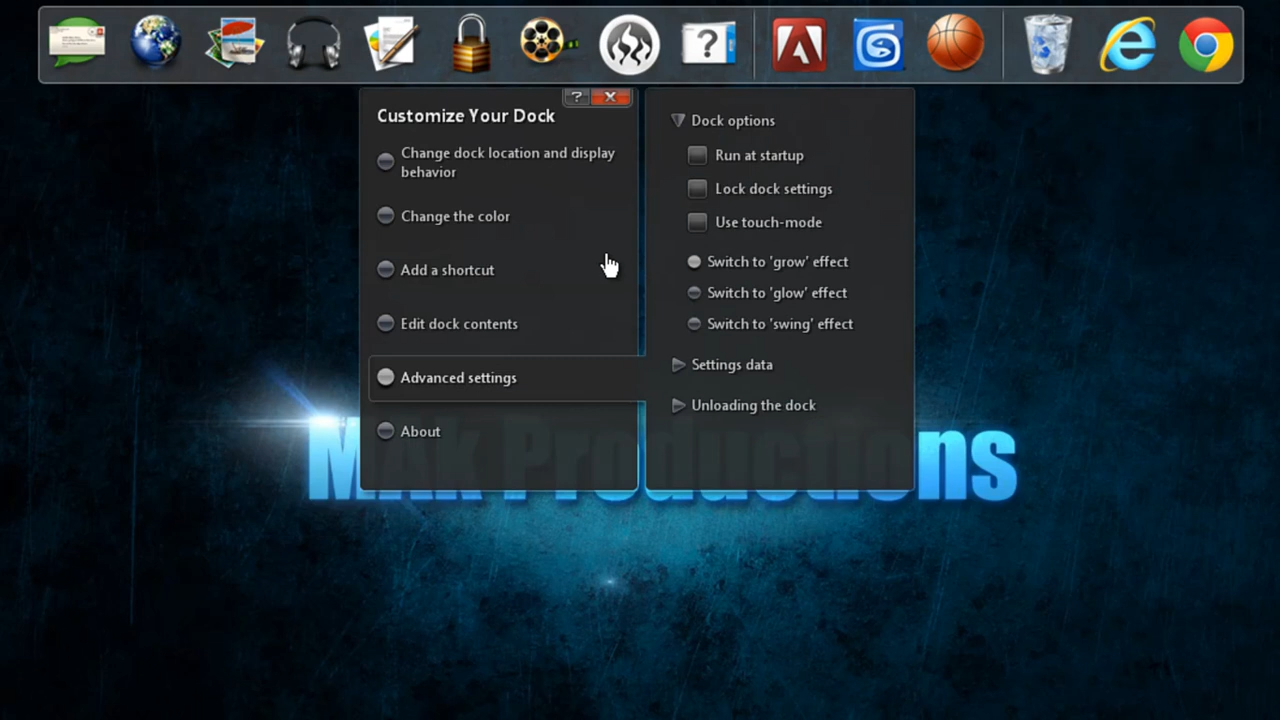 ?
?
Customize Your Dock
Change dock location and display
behavior
Change the color
Add a shortcut
Edit dock contents
Advanced settings
About
Dock options
Run at startup
Lock dock settings
Use touch-mode
Switch to 'grow' effect
Switch to 'glow' effect
Switch to 'swing' effect
Settings data
Unloading the dock
MAk Productions